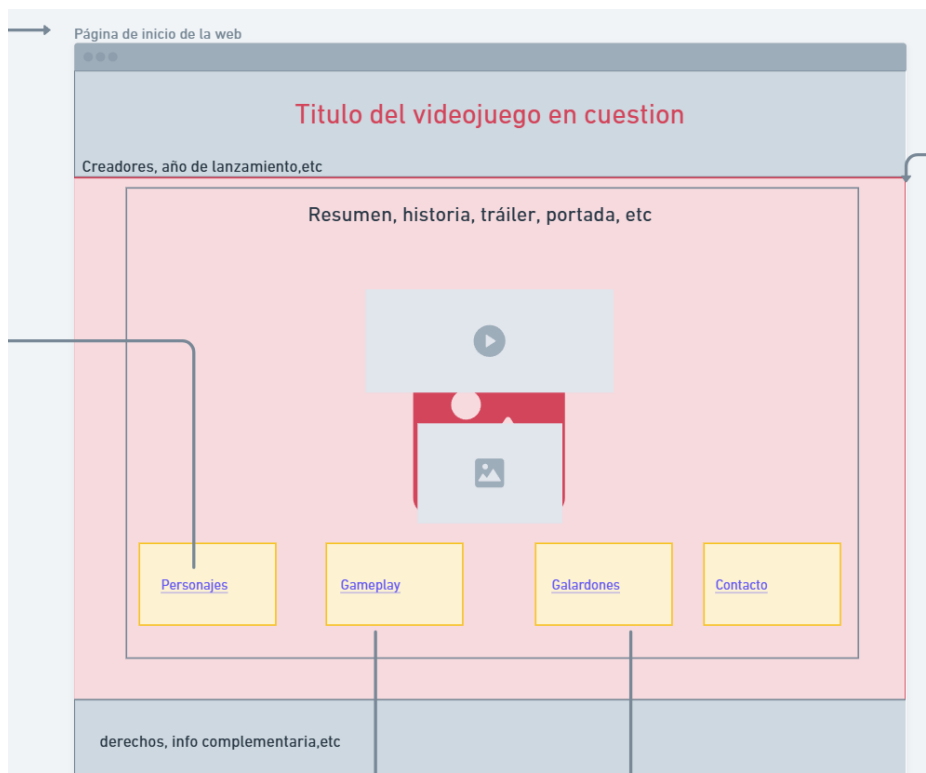 Página de inicio de la web
Titulo del videojuego en cuestion
Creadores, año de lanzamiento,etc
Resumen, historia, tráiler, portada, etc
Personajes
Gameplay
Galardones
Contacto
derechos, info complementaria,etc